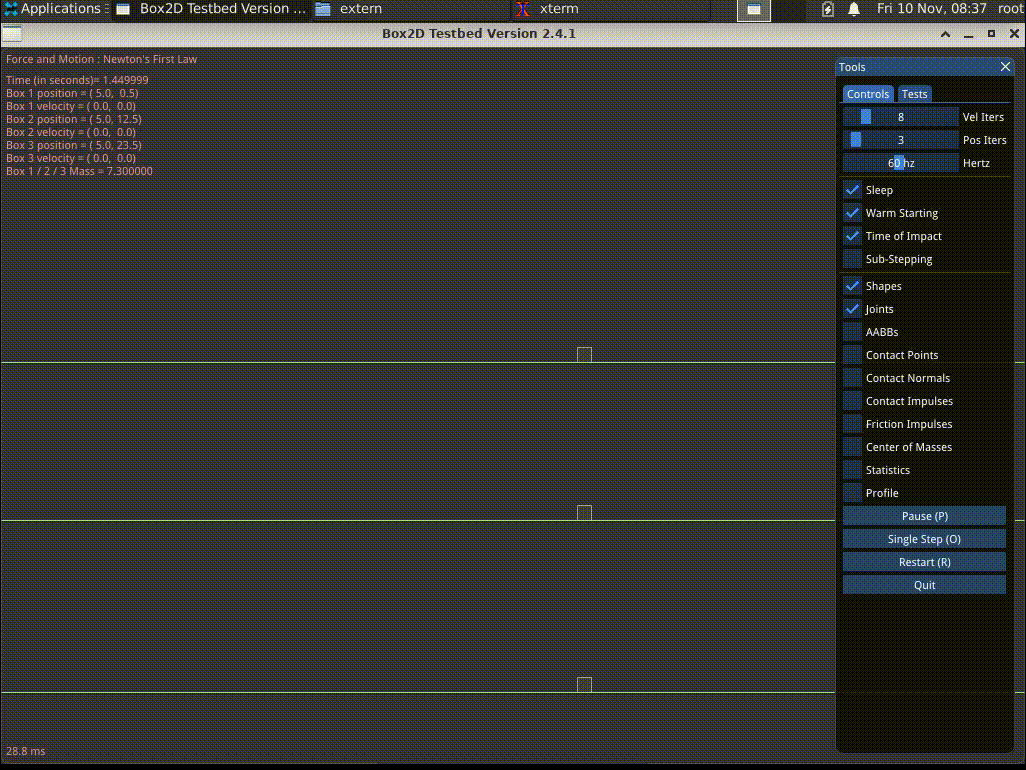 Applications Box2D Testbed Version ... extern xterm Fri 10 Nov, 08:37 root
Box2D Testbed Version 2.4.1
Force and Motion : Newton's First Law
Time (in seconds)= 1.449999
Box 1 position = ( 5.0, 0.5)
Box 1 velocity = ( 0.0, 0.0)
Box 2 position = ( 5.0, 12.5)
Box 2 velocity = ( 0.0, 0.0)
Box 3 position = ( 5.0, 23.5)
Box 3 velocity = ( 0.0, 0.0)
Box 1 / 2 / 3 Mass = 7.300000
28.8 ms
Tools
Controls Tests
8 Vel Iters
3 Pos Iters
60 hz Hertz
Sleep
Warm Starting
Time of Impact
Sub-Stepping
Shapes
Joints
AABBs
Contact Points
Contact Normals
Contact Impulses
Friction Impulses
Center of Masses
Statistics
Profile
Pause (P)
Single Step (O)
Restart (R)
Quit